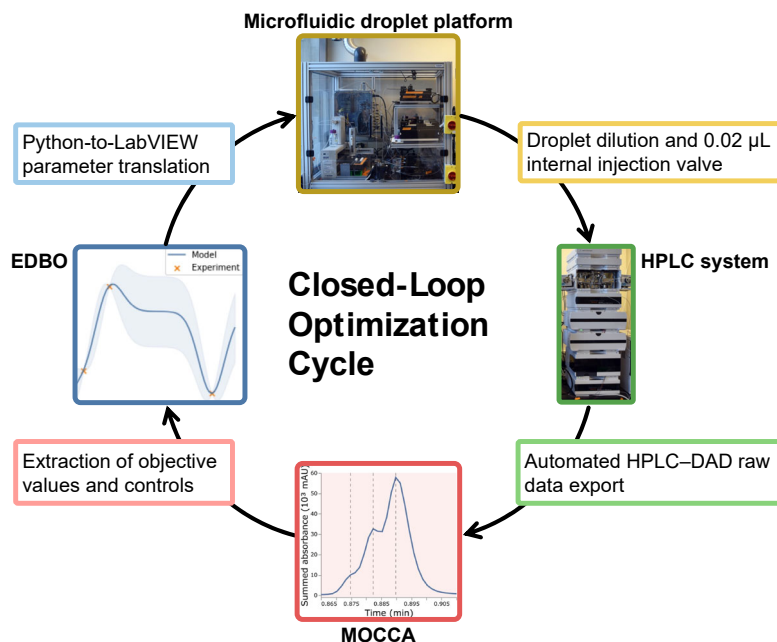 Microfluidic droplet platform
Python-to-LabVIEW
parameter translation
Droplet dilution and 0.02 µL
internal injection valve
EDBO
Model
Experiment
HPLC system
Closed-Loop
Optimization
Cycle
Extraction of objective
values and controls
Automated HPLC–DAD raw
data export
Summed absorbance (10³ mAU)
60
50
40
30
20
10
0
0.865
0.875
0.885
0.895
0.905
Time (min)
MOCCA